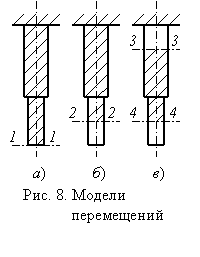 3 3
2 2 4 4
1 1
а) б) в)
Рис. 8. Модели
перемещений